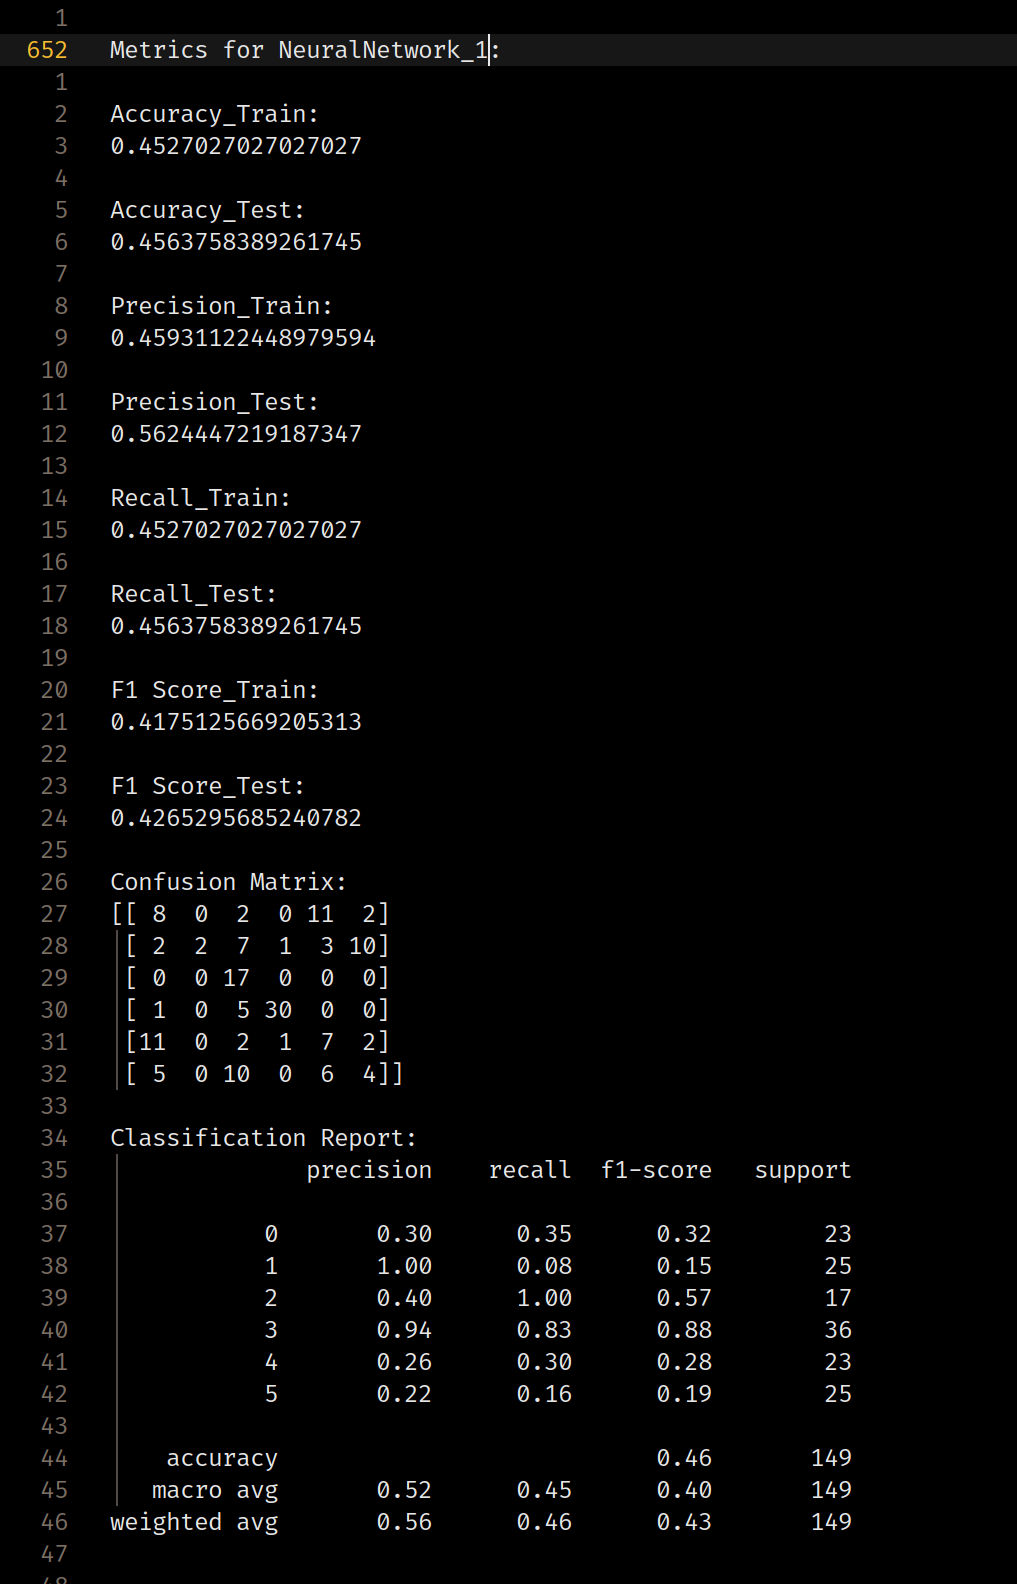 1
652 Metrics for NeuralNetwork_1:
1
2 Accuracy_Train:
3 0.4527027027027027
4
5 Accuracy_Test:
6 0.4563758389261745
7
8 Precision_Train:
9 0.45931122448979594
10
11 Precision_Test:
12 0.5624447219187347
13
14 Recall_Train:
15 0.4527027027027027
16
17 Recall_Test:
18 0.4563758389261745
19
20 F1 Score_Train:
21 0.4175125669205313
22
23 F1 Score_Test:
24 0.4265295685240782
25
26 Confusion Matrix:
27 [[ 8  0  2  0 11  2]
28 [ 2  2  7  1  3 10]
29 [ 0  0 17  0  0  0]
30 [ 1  0  5 30  0  0]
31 [11  0  2  1  7  2]
32 [ 5  0 10  0  6  4]]
33
34 Classification Report:
35 precision recall f1-score support
36
37 0 0.30 0.35 0.32 23
38 1 1.00 0.08 0.15 25
39 2 0.40 1.00 0.57 17
40 3 0.94 0.83 0.88 36
41 4 0.26 0.30 0.28 23
42 5 0.22 0.16 0.19 25
43
44 accuracy 0.46 149
45 macro avg 0.52 0.45 0.40 149
46 weighted avg 0.56 0.46 0.43 149
47
48